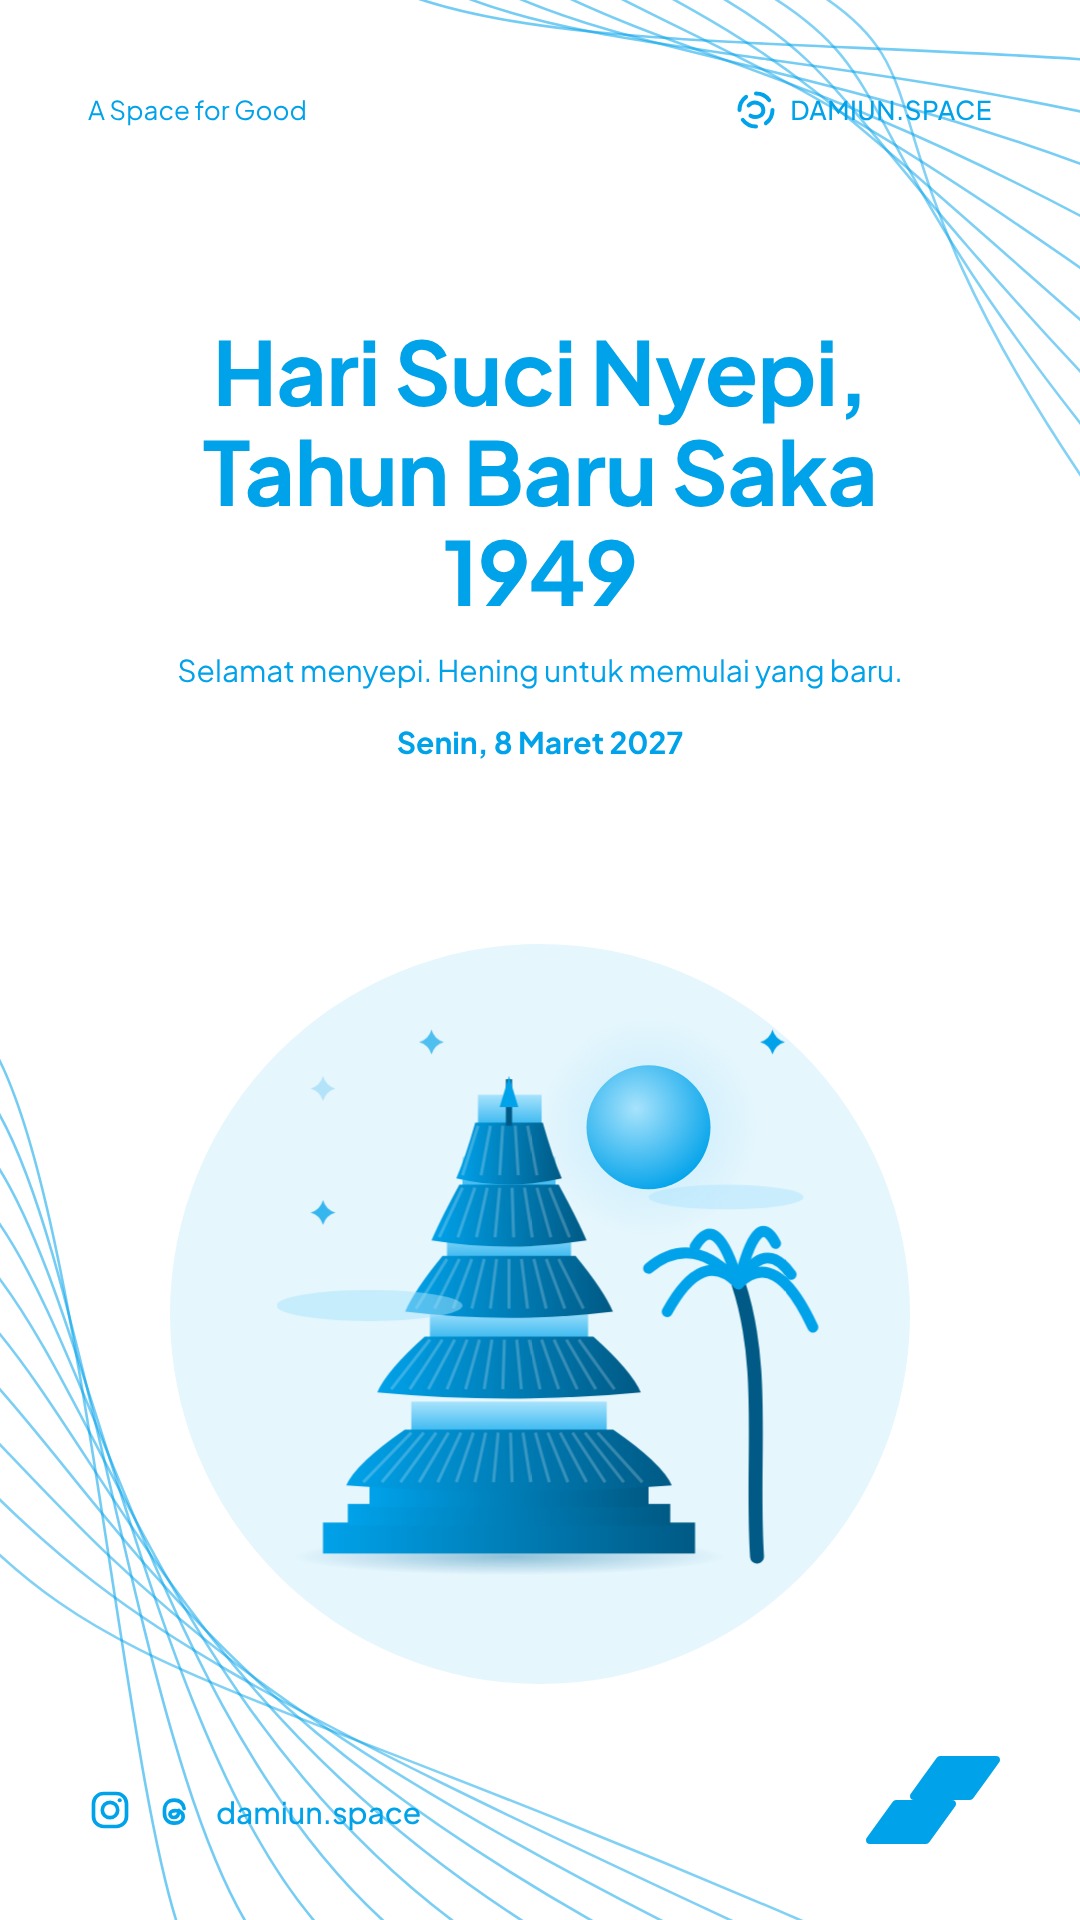 A Space for Good
DAMIUN.SPACE
Hari Suci Nyepi,
Tahun Baru Saka
1949
Selamat menyepi. Hening untuk memulai yang baru.
Senin, 8 Maret 2027
damiun.space